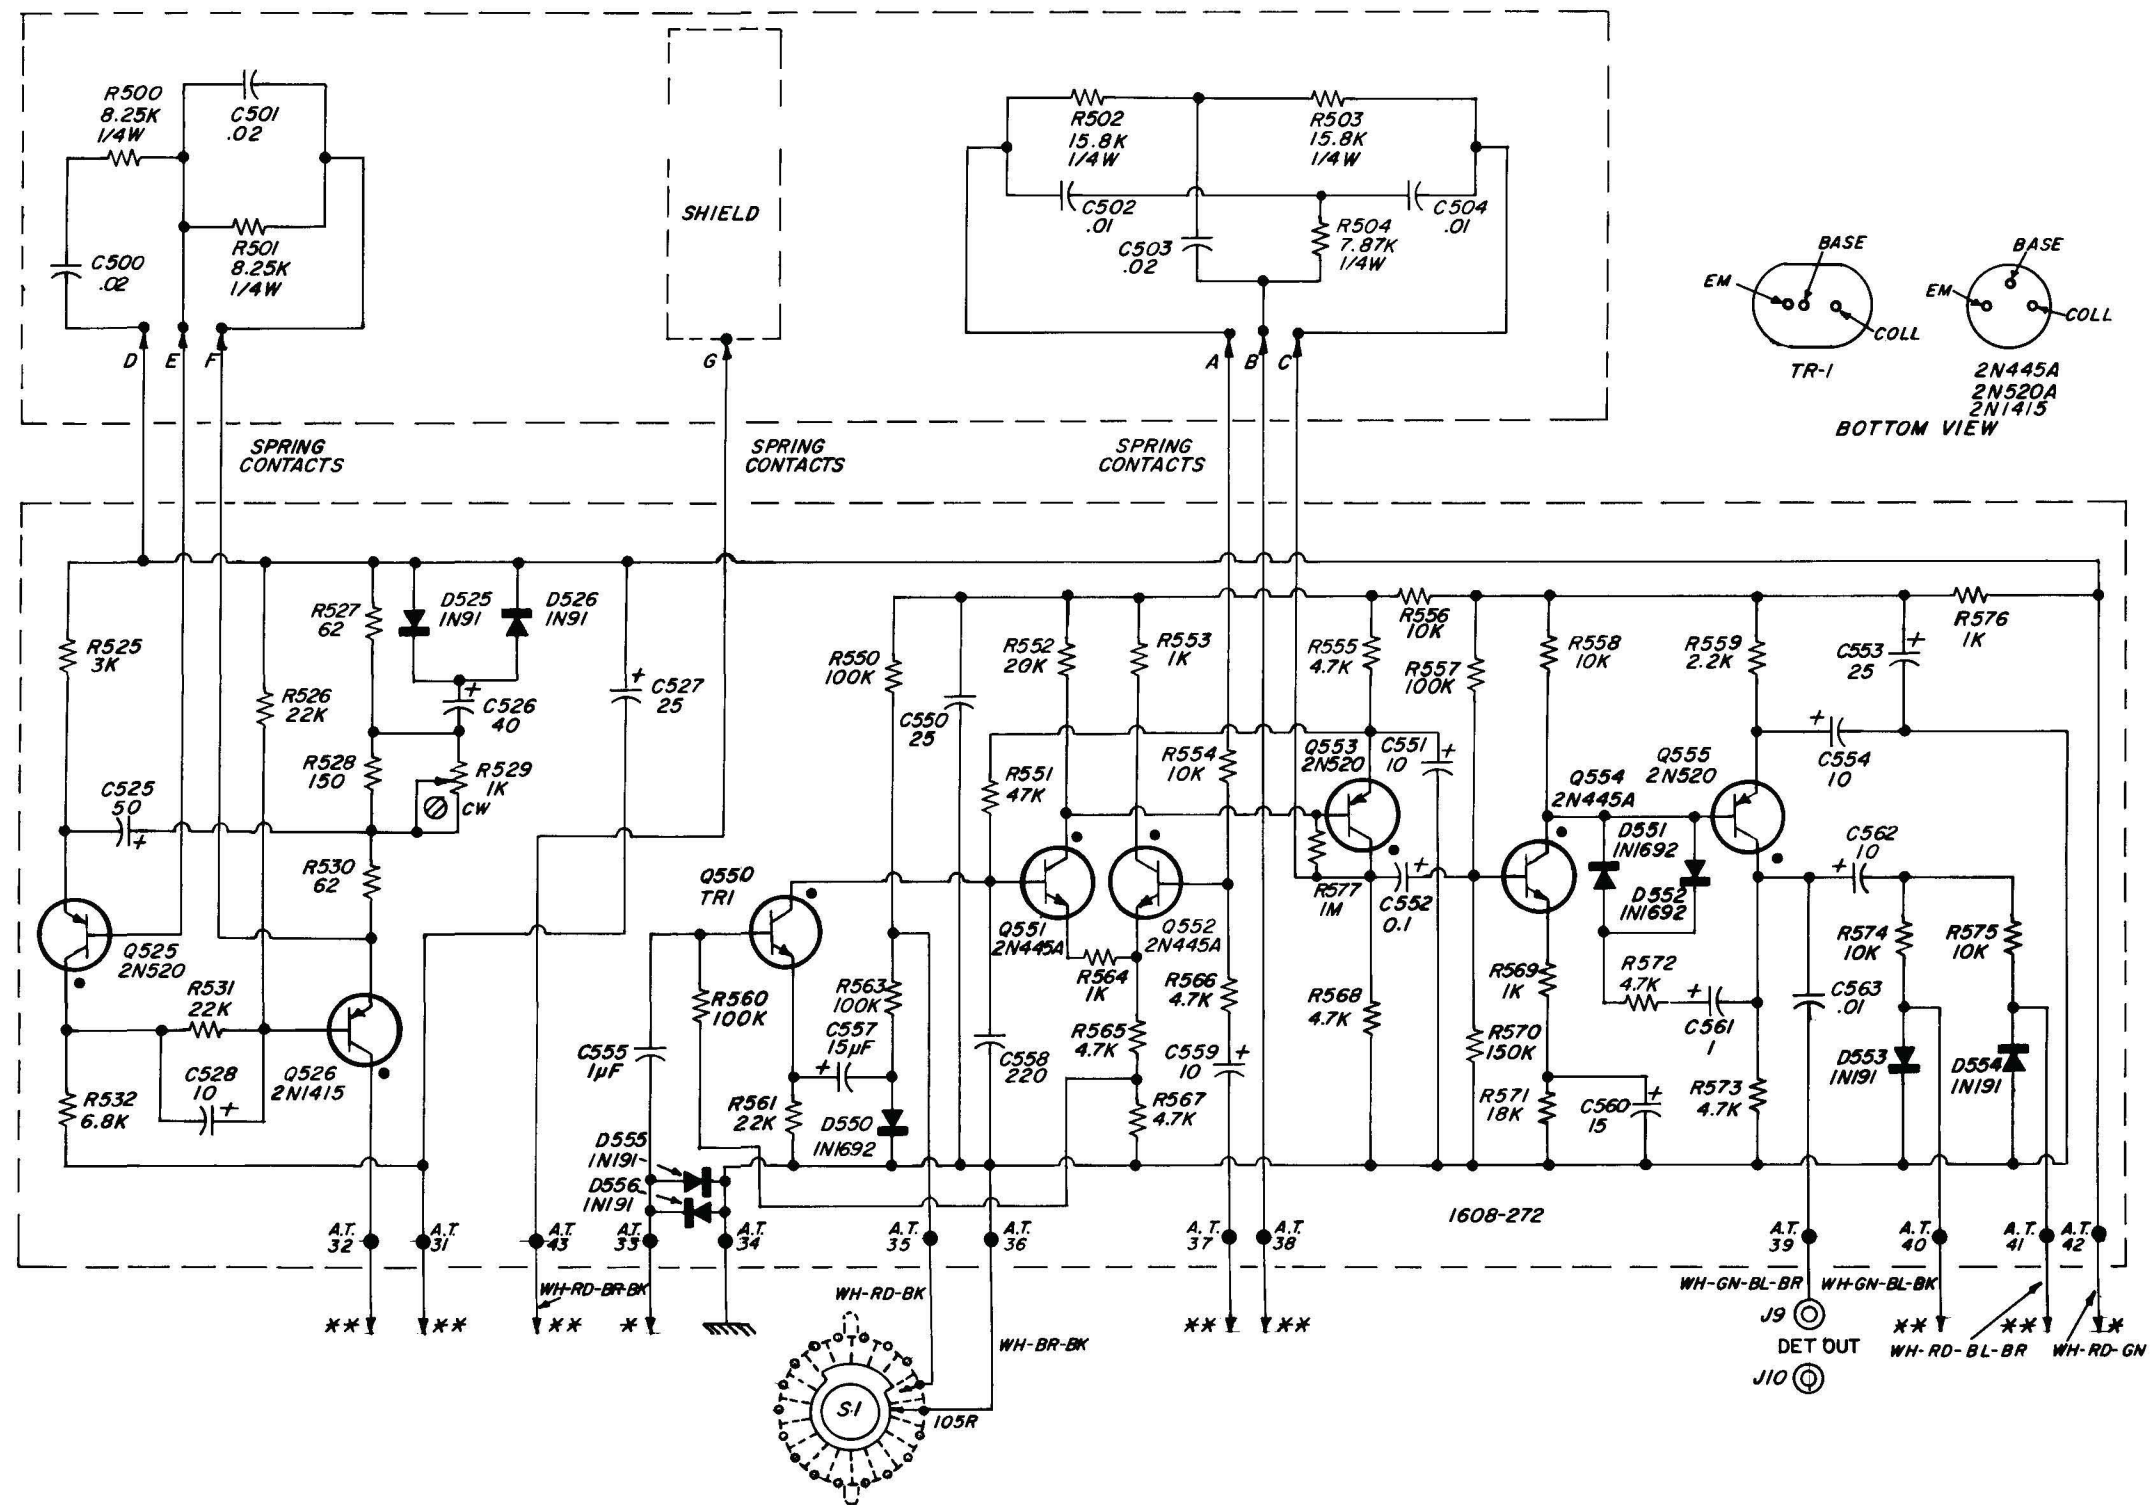 R500
8.25K
1/4W
C501
.02
R501
8.25K
1/4W
C500
.02
D
E
F
SHIELD
G
R502
15.8K
1/4W
R503
15.8K
1/4W
C502
.01
C503
.02
R504
7.87K
1/4W
C504
.01
A
B
C
EM
BASE
COLL
TR-1
EM
BASE
COLL
2N445A
2N520A
2N1415
BOTTOM VIEW
SPRING
CONTACTS
SPRING
CONTACTS
SPRING
CONTACTS
R525
3K
R526
22K
R527
62
D525
1N91
D526
1N91
C527
25
C526
40
R528
150
R529
1K
CW
C525
50
+
R530
62
Q525
2N520
R531
22K
C528
10
+
Q526
2N1415
R532
6.8K
R550
100K
C550
25
R552
20K
R553
1K
R551
47K
R554
10K
R555
4.7K
R556
10K
R557
100K
R558
10K
R559
2.2K
C553
25
R576
1K
Q553
2N520
C551
10
Q554
2N445A
Q555
2N520
C554
10
D551
1N1692
D552
1N1692
C562
10
Q550
TR1
Q551
2N445A
Q552
2N445A
R577
1M
C552
0.1
R564
1K
R560
100K
R563
100K
C557
15µF
C555
1µF
R561
22K
D550
1N1692
C558
220
R565
4.7K
R566
4.7K
C559
10
R567
4.7K
R568
4.7K
R569
1K
R570
150K
R571
18K
C560
15
R572
4.7K
C561
1
R573
4.7K
C563
.01
R574
10K
R575
10K
D553
1N191
D554
1N191
D555
1N191
D556
1N191
1608-272
A.T.
32
A.T.
31
A.T.
43
A.T.
33
A.T.
34
A.T.
35
A.T.
36
A.T.
37
A.T.
38
A.T.
39
A.T.
40
A.T.
41
A.T.
42
WH-RD-BR-BK
WH-RD-BK
WH-BR-BK
WH-GN-BL-BR
WH-GN-BL-BK
**
**
**
*
**
**
**
**
*
J9
DET OUT
J10
WH-RD-BL-BR
WH-RD-GN
S-1
105R